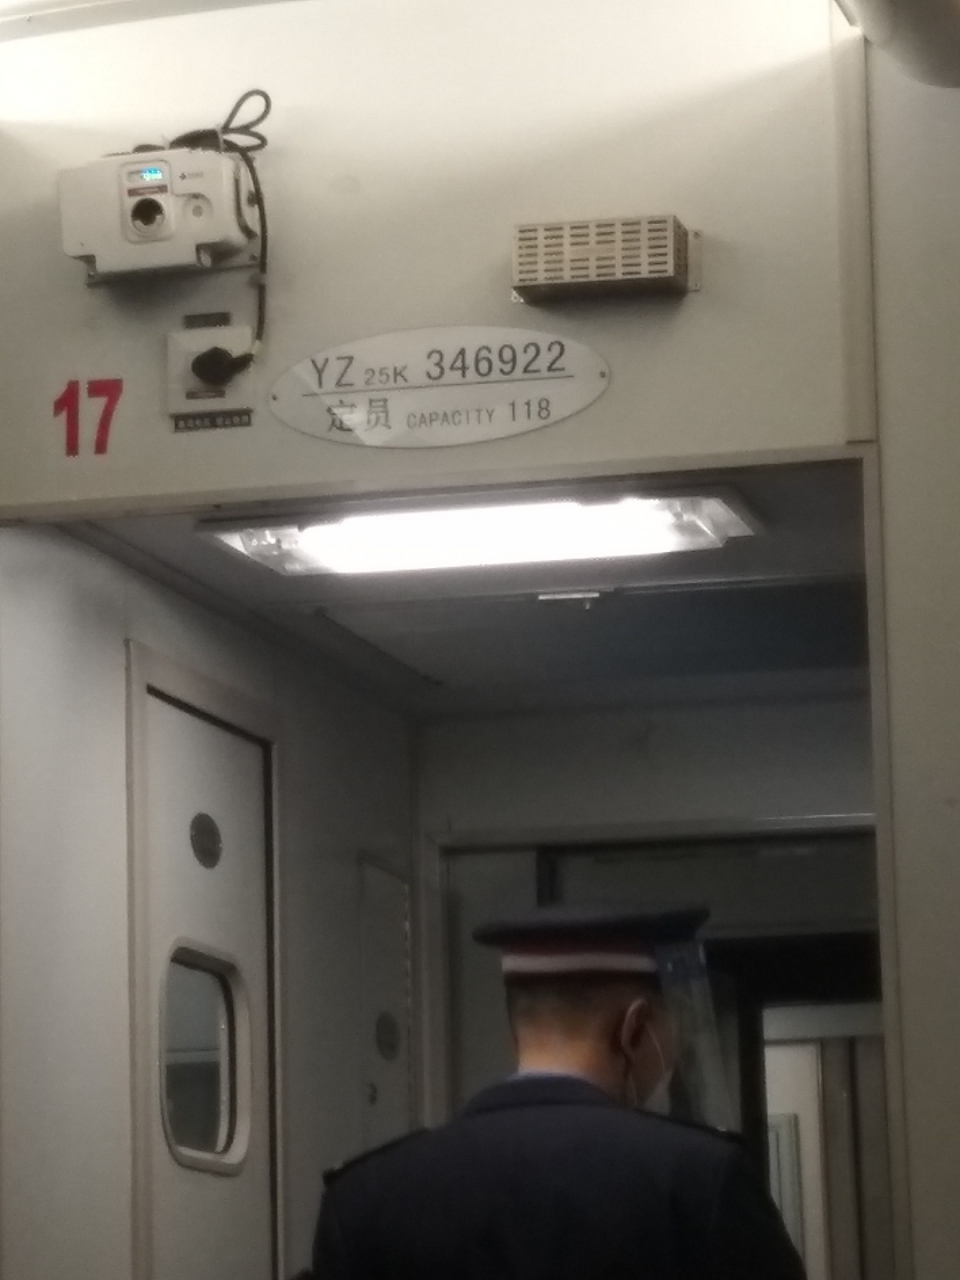 17
YZ 25K 346922
定员 CAPACITY 118